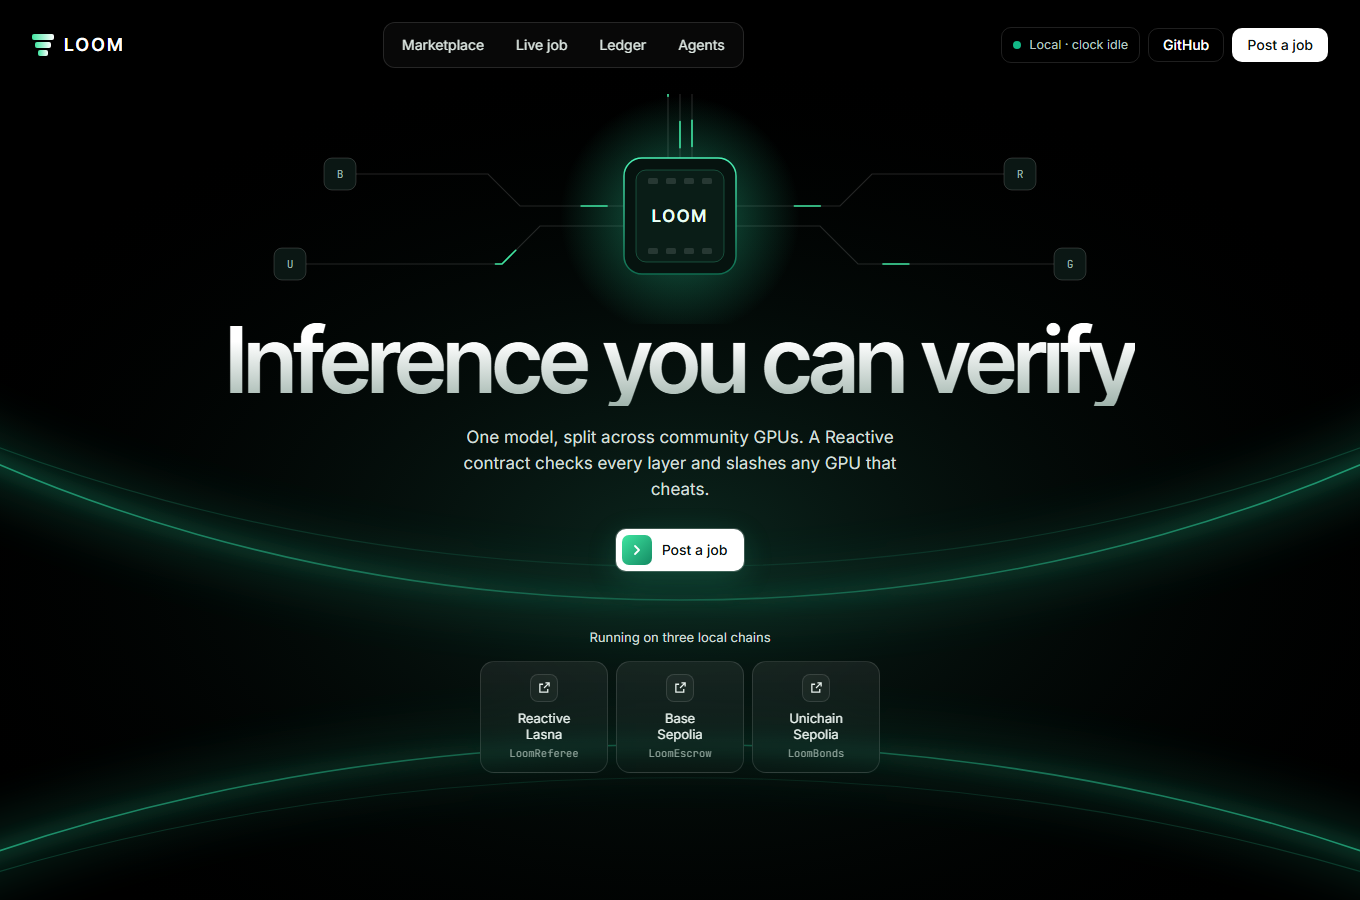 LOOM
Marketplace
Live job
Ledger
Agents
Local · clock idle
GitHub
Post a job
B
R
LOOM
U
G
Inference you can verify
One model, split across community GPUs. A Reactive
contract checks every layer and slashes any GPU that
cheats.
Post a job
Running on three local chains
Reactive
Lasna
LoomReferee
Base
Sepolia
LoomEscrow
Unichain
Sepolia
LoomBonds